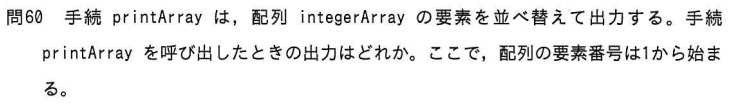 問60 手続 printArray は，配列 integerArray の要素を並べ替えて出力する。手続
printArray を呼び出したときの出力はどれか。ここで，配列の要素番号は1から始ま
る。